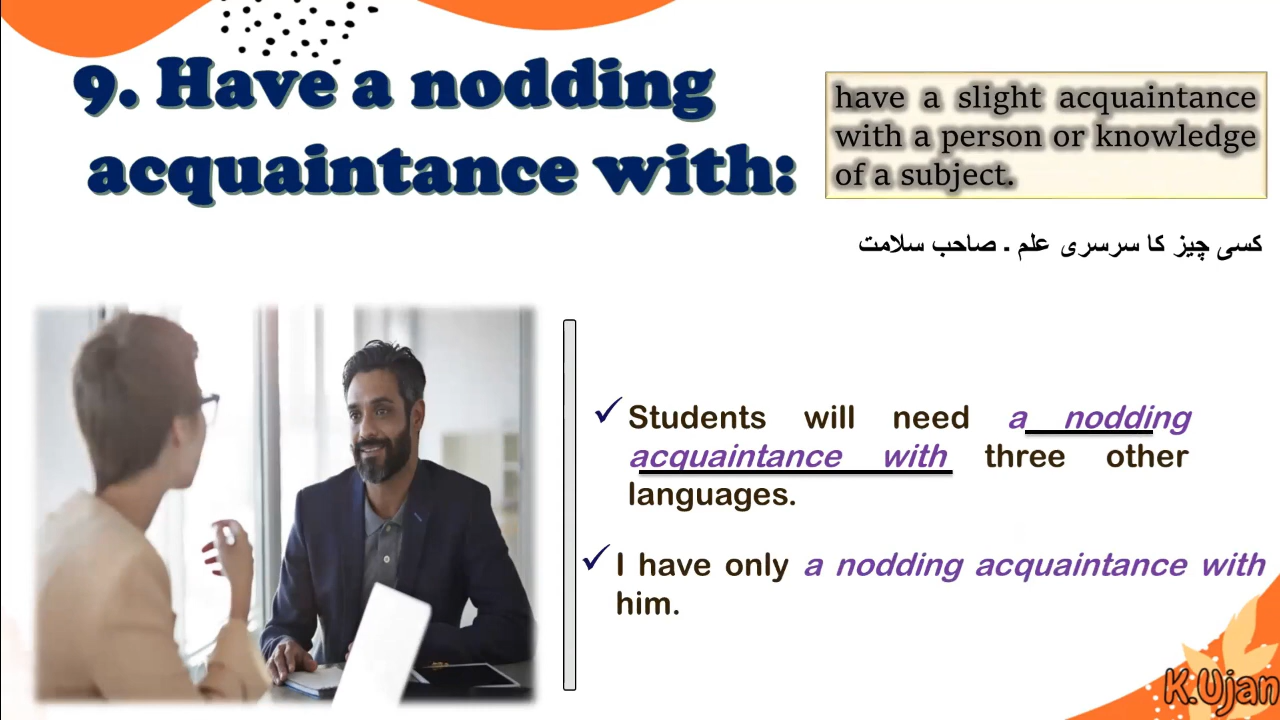 9. Have a nodding
acquaintance with:
have a slight acquaintance
with a person or knowledge
of a subject.
کسی چیز کا سرسری علم ۔ صاحب سلامت
Students will need a nodding
acquaintance with three other
languages.
I have only a nodding acquaintance with
him.
K.Ujan